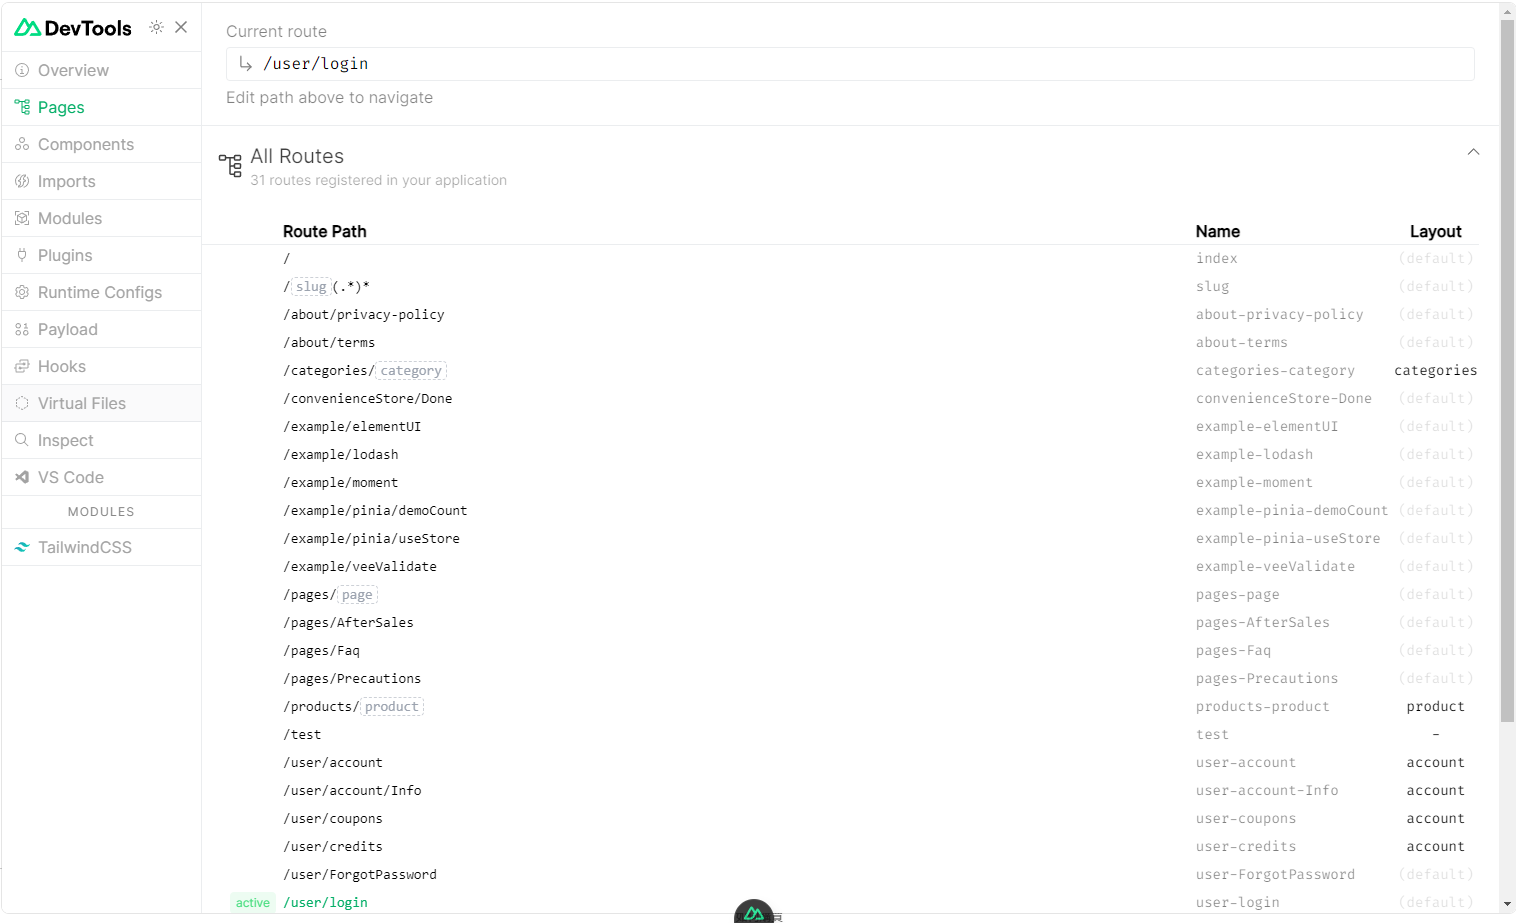 DevTools
Overview
Pages
Components
Imports
Modules
Plugins
Runtime Configs
Payload
Hooks
Virtual Files
Inspect
VS Code
MODULES
TailwindCSS
Current route
/user/login
Edit path above to navigate
All Routes
31 routes registered in your application
Route Path Name Layout
/ index (default)
/slug(.*)* slug (default)
/about/privacy-policy about-privacy-policy (default)
/about/terms about-terms (default)
/categories/category categories-category categories
/convenienceStore/Done convenienceStore-Done (default)
/example/elementUI example-elementUI (default)
/example/lodash example-lodash (default)
/example/moment example-moment (default)
/example/pinia/demoCount example-pinia-demoCount (default)
/example/pinia/useStore example-pinia-useStore (default)
/example/veeValidate example-veeValidate (default)
/pages/page pages-page (default)
/pages/AfterSales pages-AfterSales (default)
/pages/Faq pages-Faq (default)
/pages/Precautions pages-Precautions (default)
/products/product products-product product
/test test -
/user/account user-account account
/user/account/Info user-account-Info account
/user/coupons user-coupons account
/user/credits user-credits account
/user/ForgotPassword user-ForgotPassword (default)
active /user/login user-login (default)